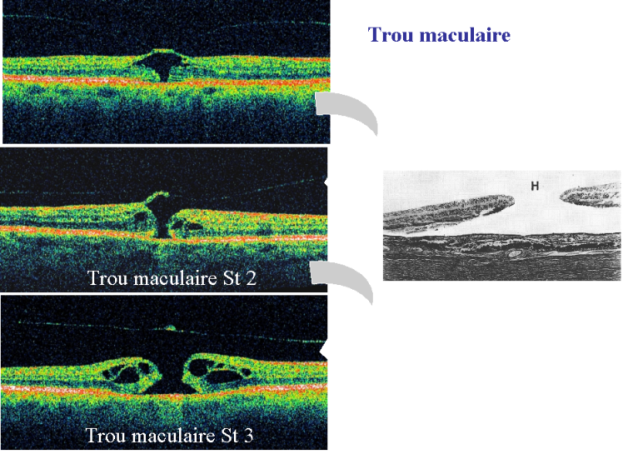 Trou maculaire
H
Trou maculaire St 2
Trou maculaire St 3